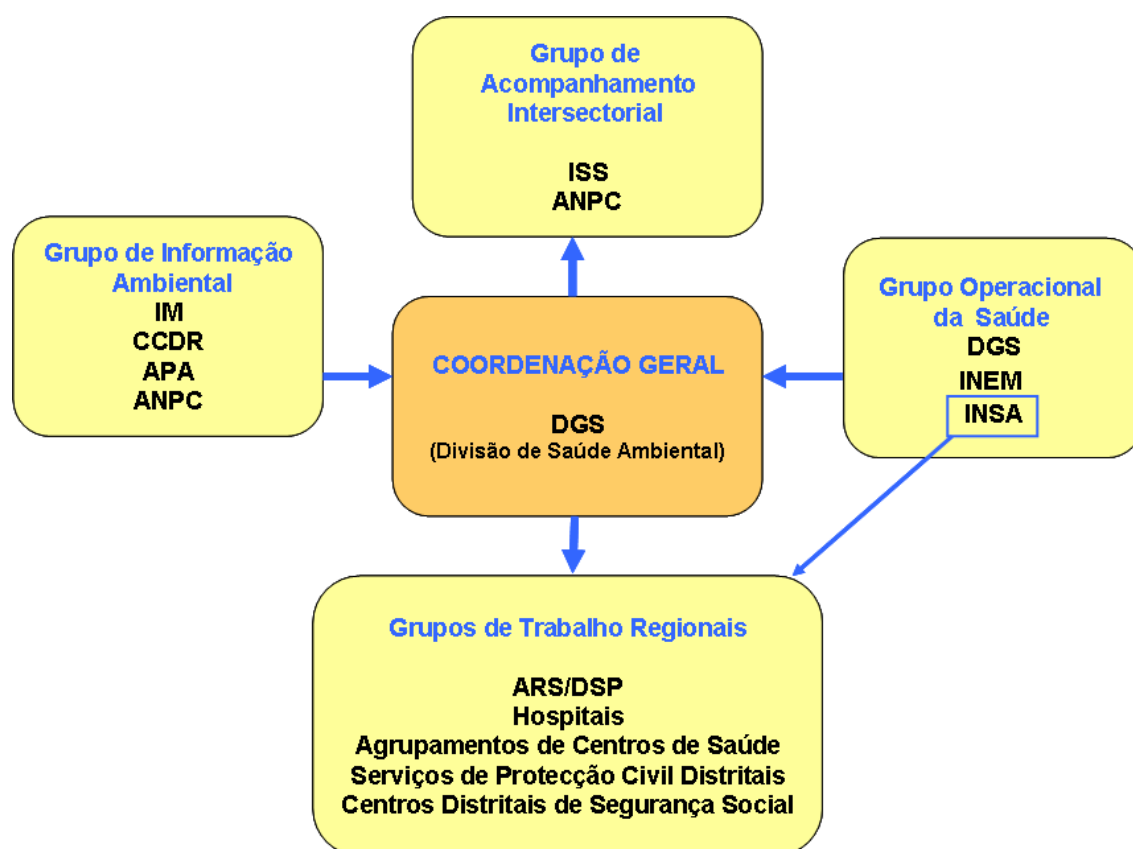 Grupo de
Acompanhamento
Intersectorial
ISS
ANPC
Grupo de Informação
Ambiental
IM
CCDR
APA
ANPC
COORDENAÇÃO GERAL
DGS
(Divisão de Saúde Ambiental)
Grupo Operacional
da Saúde
DGS
INEM
INSA
Grupos de Trabalho Regionais
ARS/DSP
Hospitais
Agrupamentos de Centros de Saúde
Serviços de Protecção Civil Distritais
Centros Distritais de Segurança Social